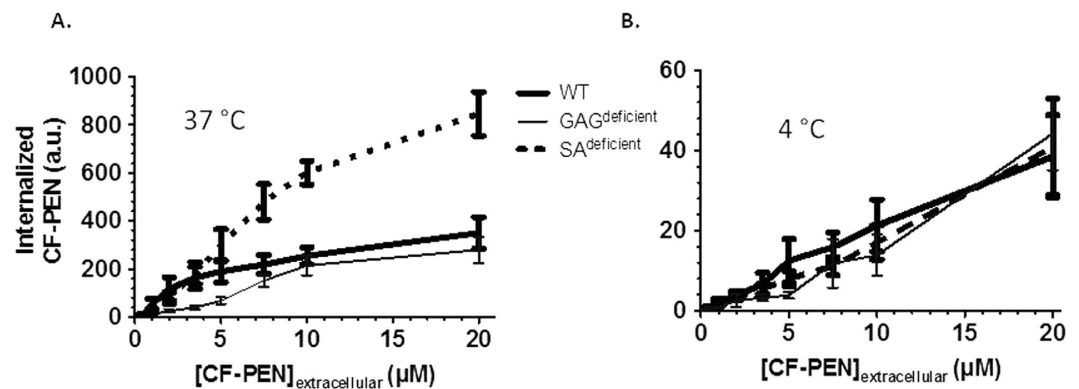 A.
B.
1000
800
600
400
200
0
37 °C
Internalized
CF-PEN (a.u.)
0 5 10 15 20
[CF-PEN]extracellular (µM)
WT
GAGdeficient
SAdeficient
60
40
20
0
4 °C
0 5 10 15 20
[CF-PEN]extracellular (µM)